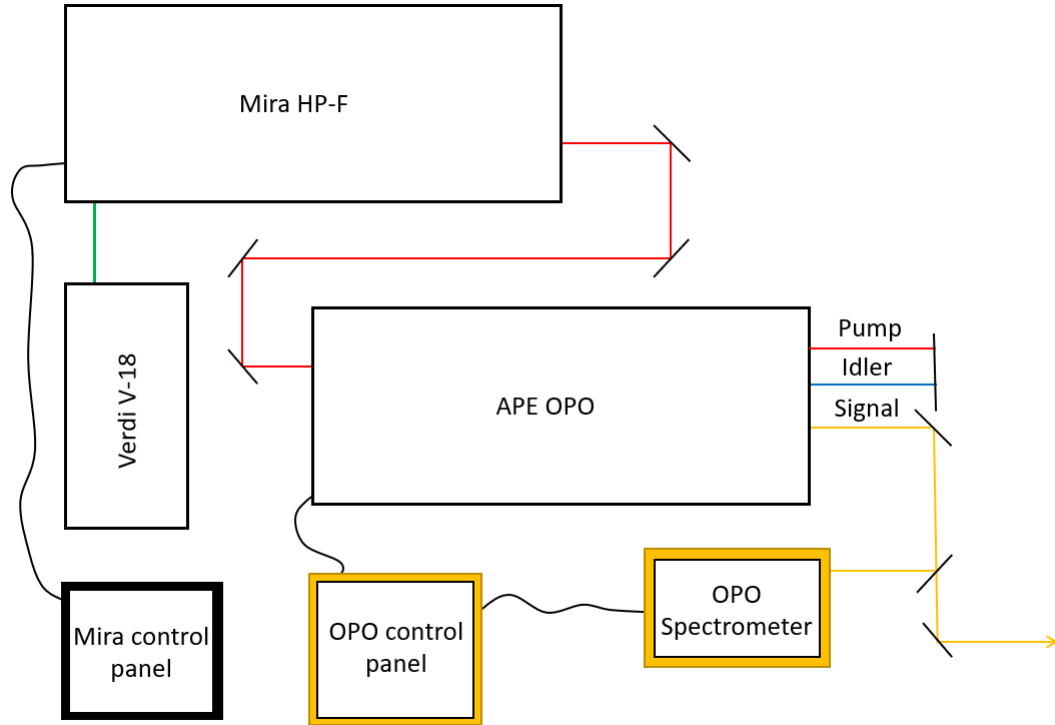 Mira HP-F
Verdi V-18
APE OPO
Pump
Idler
Signal
Mira control
panel
OPO control
panel
OPO
Spectrometer